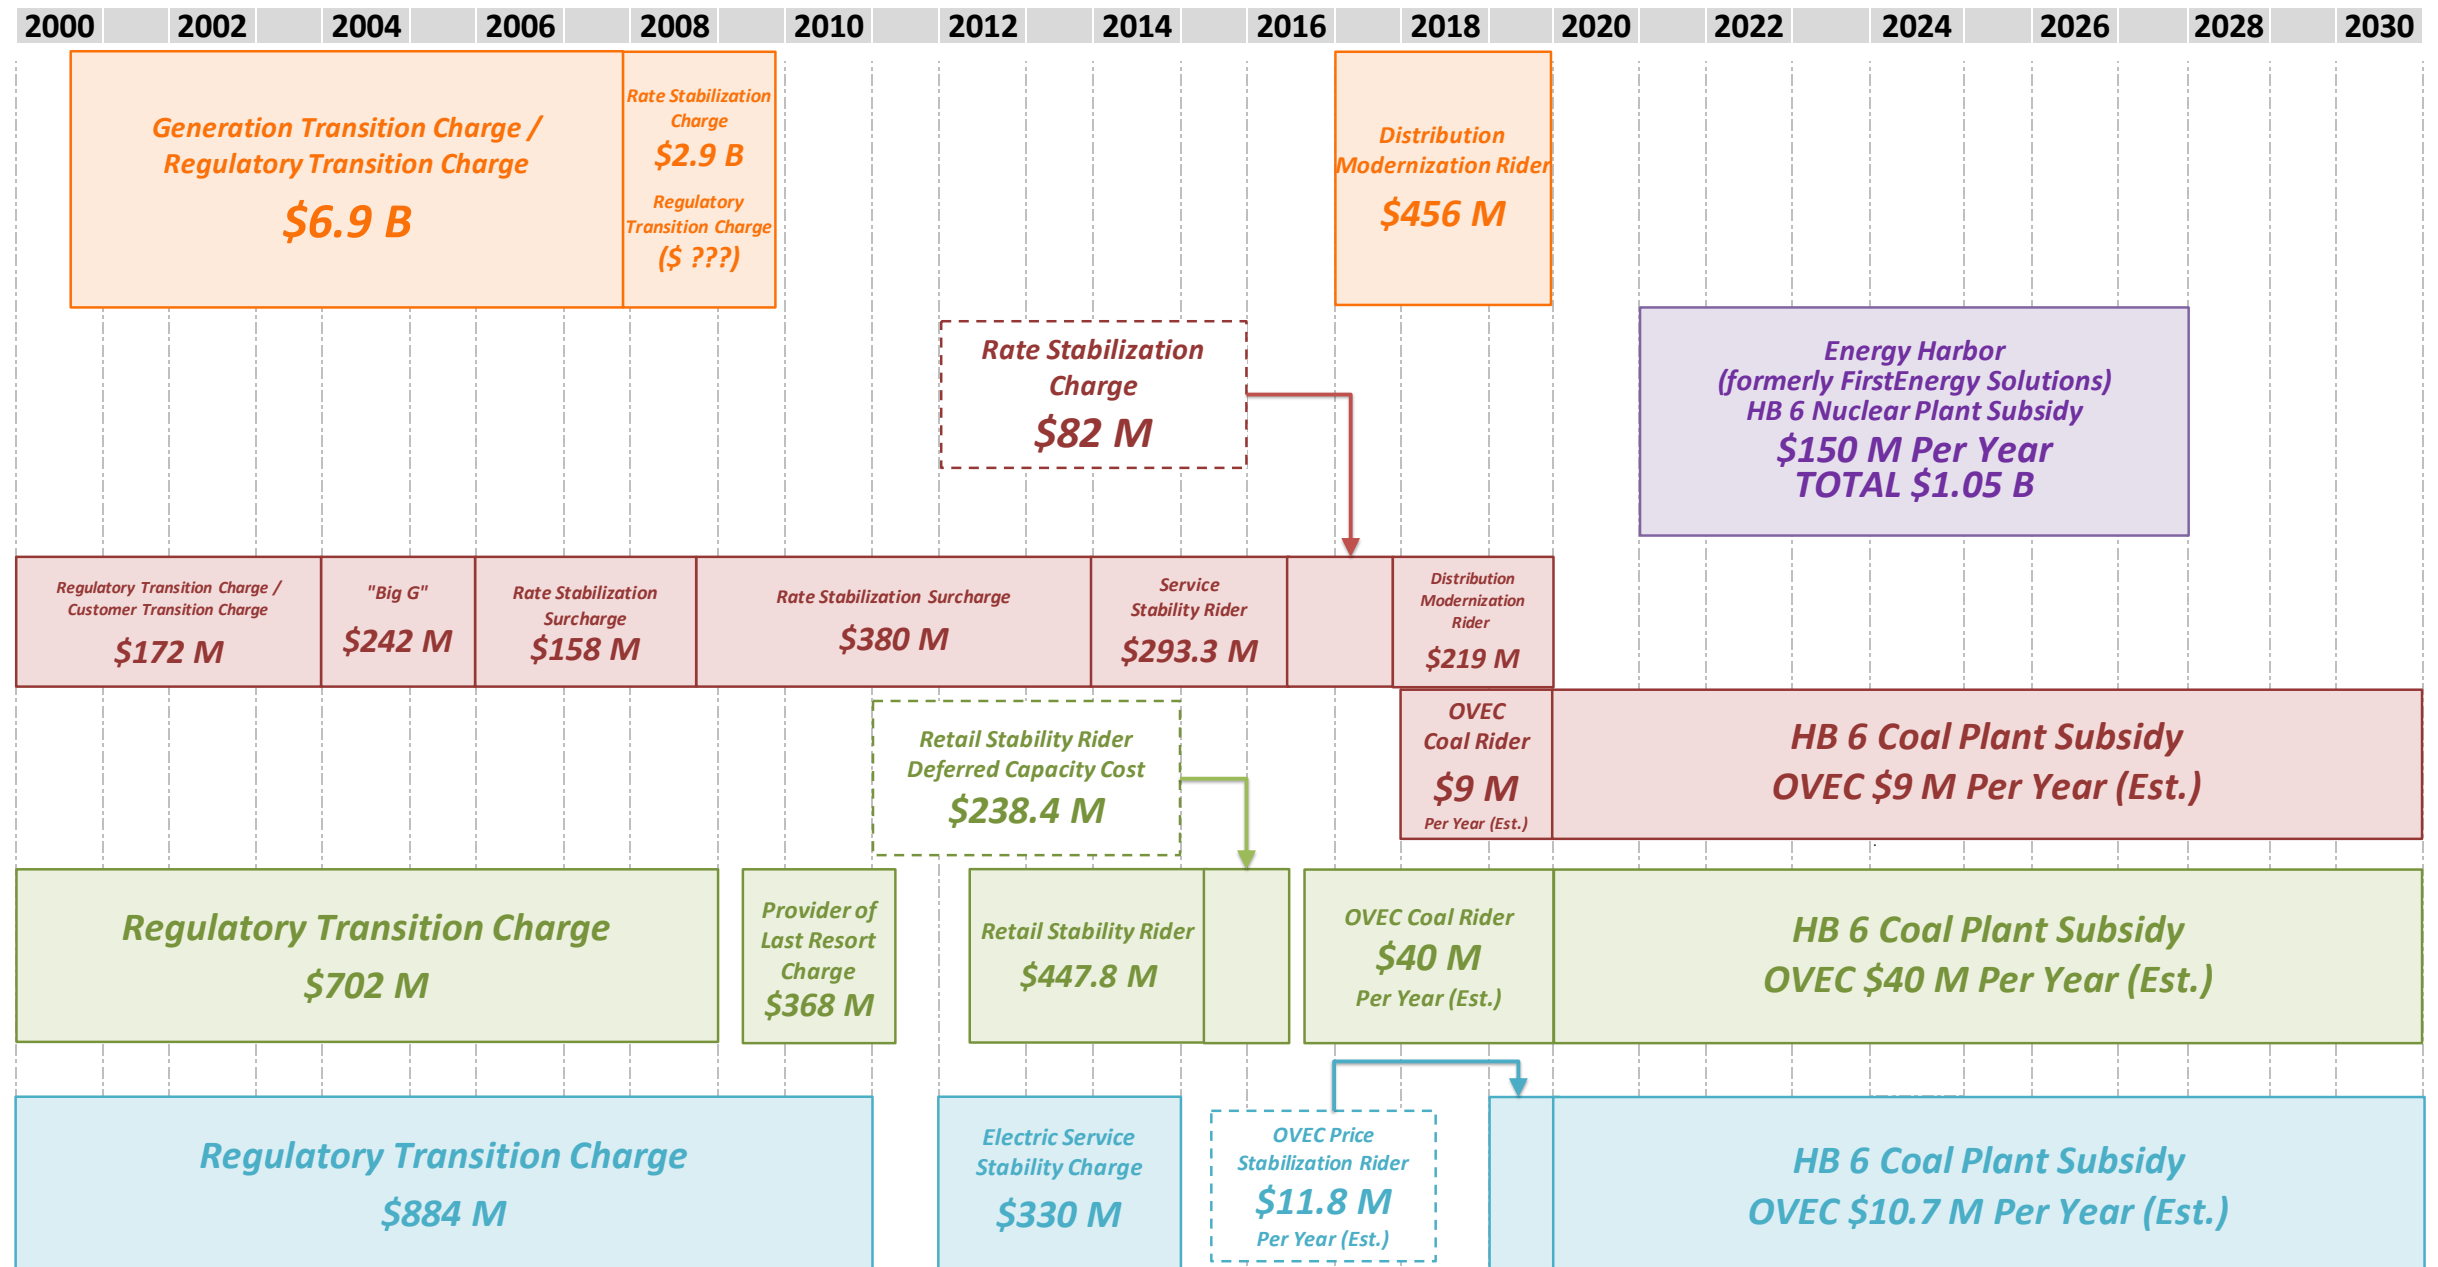 2000 2002 2004 2006 2008 2010 2012 2014 2016 2018 2020 2022 2024 2026 2028 2030
Generation Transition Charge /
Regulatory Transition Charge
$6.9 B
Rate Stabilization
Charge
$2.9 B
Regulatory
Transition Charge
($ ???)
Distribution
Modernization Rider
$456 M
Rate Stabilization
Charge
$82 M
Energy Harbor
(formerly FirstEnergy Solutions)
HB 6 Nuclear Plant Subsidy
$150 M Per Year
TOTAL $1.05 B
Regulatory Transition Charge /
Customer Transition Charge
$172 M
"Big G"
$242 M
Rate Stabilization
Surcharge
$158 M
Rate Stabilization Surcharge
$380 M
Service
Stability Rider
$293.3 M
Distribution
Modernization
Rider
$219 M
OVEC
Coal Rider
$9 M
Per Year (Est.)
HB 6 Coal Plant Subsidy
OVEC $9 M Per Year (Est.)
Retail Stability Rider
Deferred Capacity Cost
$238.4 M
Regulatory Transition Charge
$702 M
Provider of
Last Resort
Charge
$368 M
Retail Stability Rider
$447.8 M
OVEC Coal Rider
$40 M
Per Year (Est.)
HB 6 Coal Plant Subsidy
OVEC $40 M Per Year (Est.)
Regulatory Transition Charge
$884 M
Electric Service
Stability Charge
$330 M
OVEC Price
Stabilization Rider
$11.8 M
Per Year (Est.)
HB 6 Coal Plant Subsidy
OVEC $10.7 M Per Year (Est.)